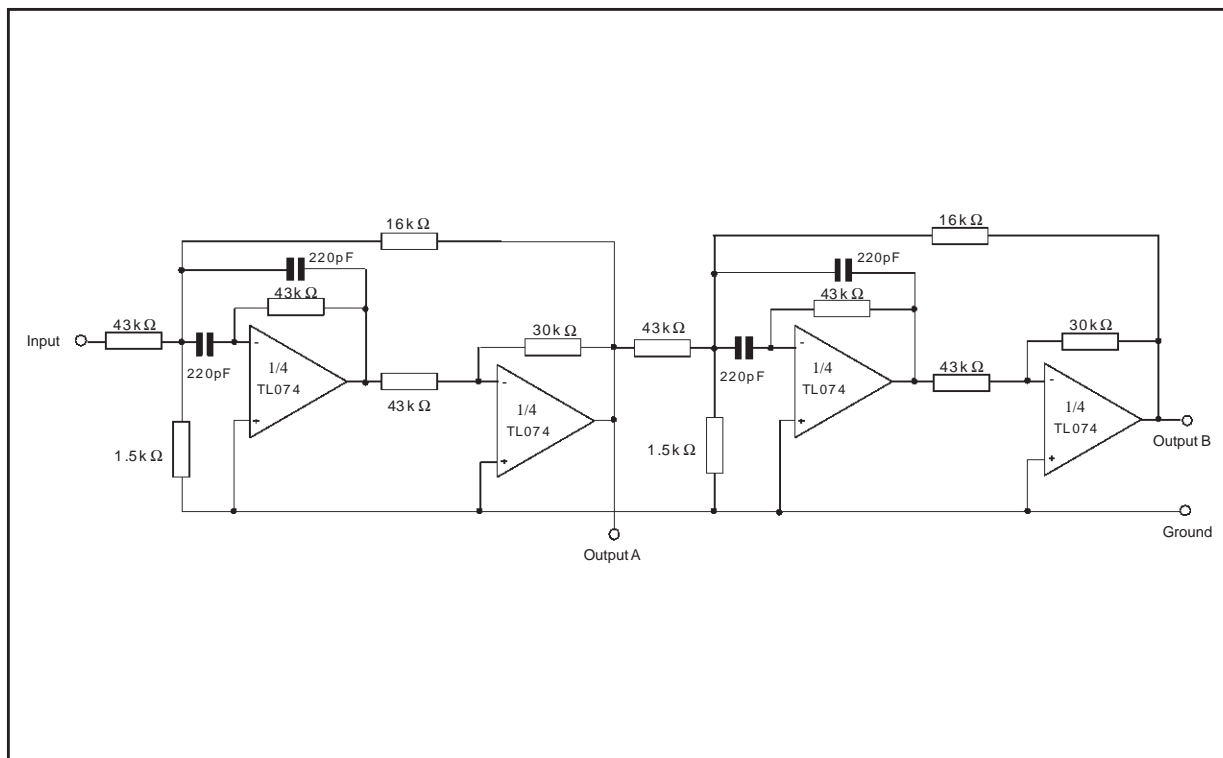 16kΩ
16kΩ
220pF
220pF
43kΩ
43kΩ
Input
43kΩ
30kΩ
43kΩ
30kΩ
-
-
220pF
1/4
TL074
43kΩ
-
1/4
TL074
+
+
1.5kΩ
220pF
1/4
TL074
43kΩ
-
1/4
TL074
+
+
1.5kΩ
Output B
Output A
Ground